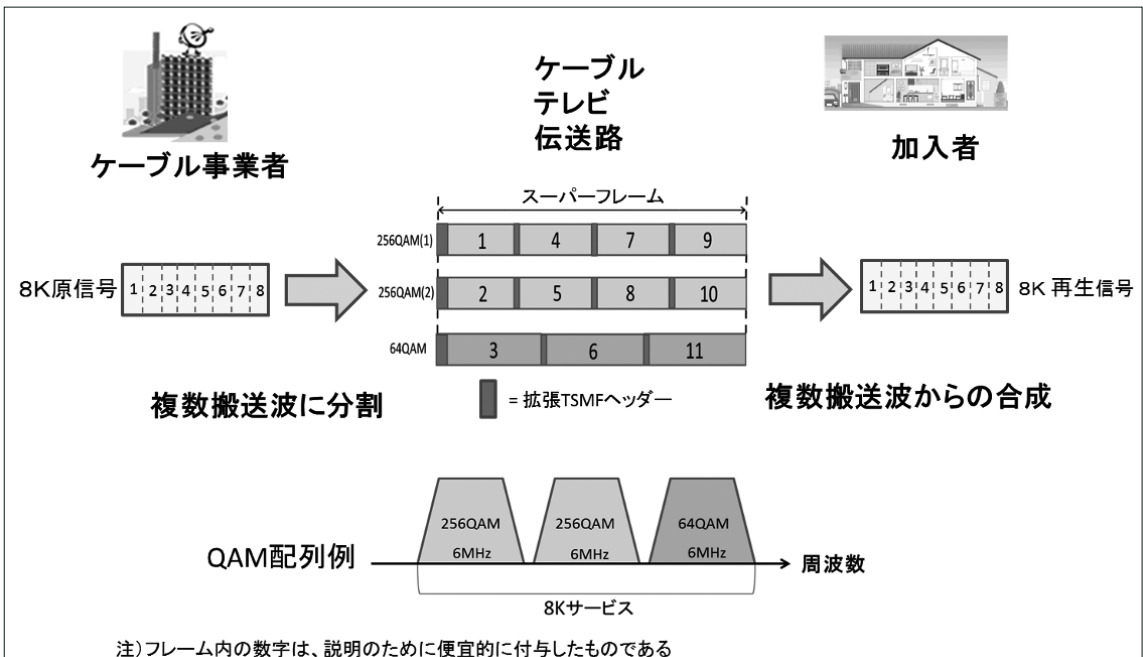 ケーブル事業者
ケーブル
テレビ
伝送路
加入者
スーパーフレーム
256QAM(1)
1 4 7 9
8K原信号
1 2 3 4 5 6 7 8
256QAM(2)
2 5 8 10
1 2 3 4 5 6 7 8
8K 再生信号
64QAM
3 6 11
複数搬送波に分割
= 拡張TSMFヘッダー
複数搬送波からの合成
256QAM
6MHz
256QAM
6MHz
64QAM
6MHz
QAM配列例
周波数
8Kサービス
注)フレーム内の数字は、説明のために便宜的に付与したものである